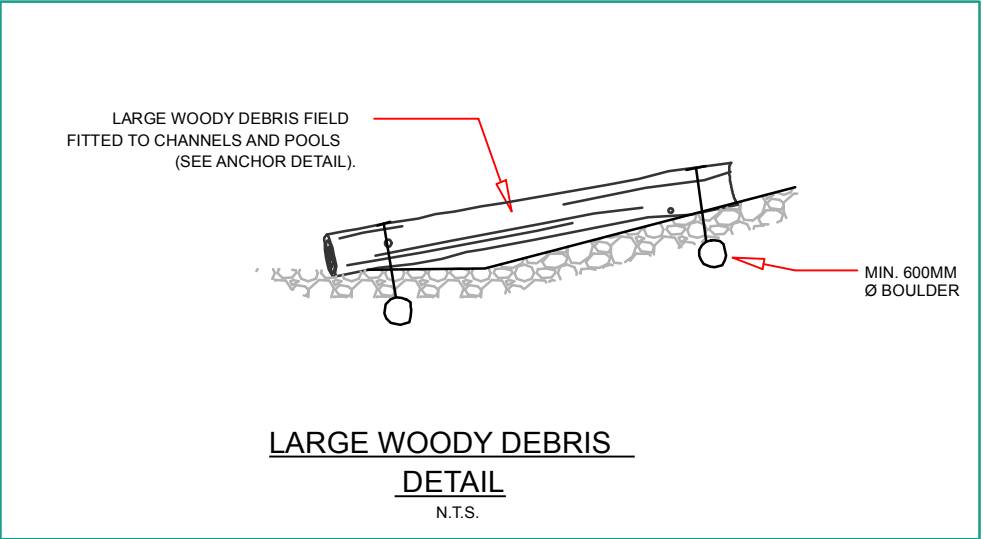 LARGE WOODY DEBRIS FIELD
FITTED TO CHANNELS AND POOLS
(SEE ANCHOR DETAIL).
MIN. 600MM
Ø BOULDER
LARGE WOODY DEBRIS
DETAIL
N.T.S.